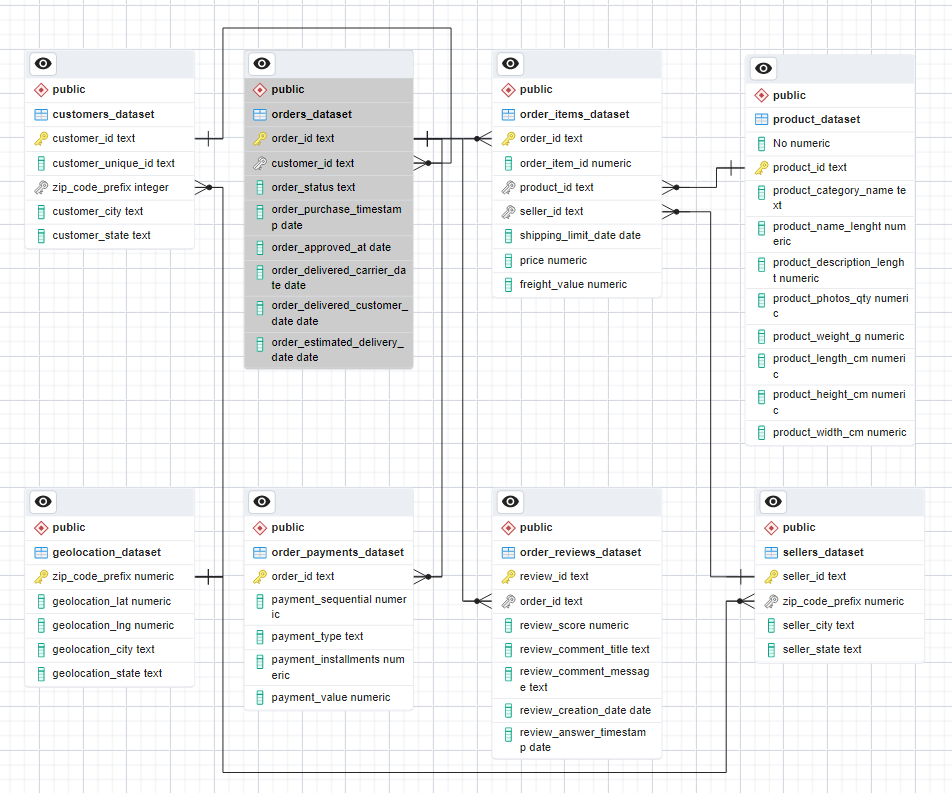 public
customers_dataset
customer_id text
customer_unique_id text
zip_code_prefix integer
customer_city text
customer_state text
public
orders_dataset
order_id text
customer_id text
order_status text
order_purchase_timestam
p date
order_approved_at date
order_delivered_carrier_da
te date
order_delivered_customer_
date date
order_estimated_delivery_
date date
public
order_items_dataset
order_id text
order_item_id numeric
product_id text
seller_id text
shipping_limit_date date
price numeric
freight_value numeric
public
product_dataset
No numeric
product_id text
product_category_name te
xt
product_name_lenght num
eric
product_description_lengh
t numeric
product_photos_qty numeri
c
product_weight_g numeric
product_length_cm numeri
c
product_height_cm numeri
c
product_width_cm numeric
public
geolocation_dataset
zip_code_prefix numeric
geolocation_lat numeric
geolocation_lng numeric
geolocation_city text
geolocation_state text
public
order_payments_dataset
order_id text
payment_sequential numer
ic
payment_type text
payment_installments num
eric
payment_value numeric
public
order_reviews_dataset
review_id text
order_id text
review_score numeric
review_comment_title text
review_comment_messag
e text
review_creation_date date
review_answer_timestam
p date
public
sellers_dataset
seller_id text
zip_code_prefix numeric
seller_city text
seller_state text